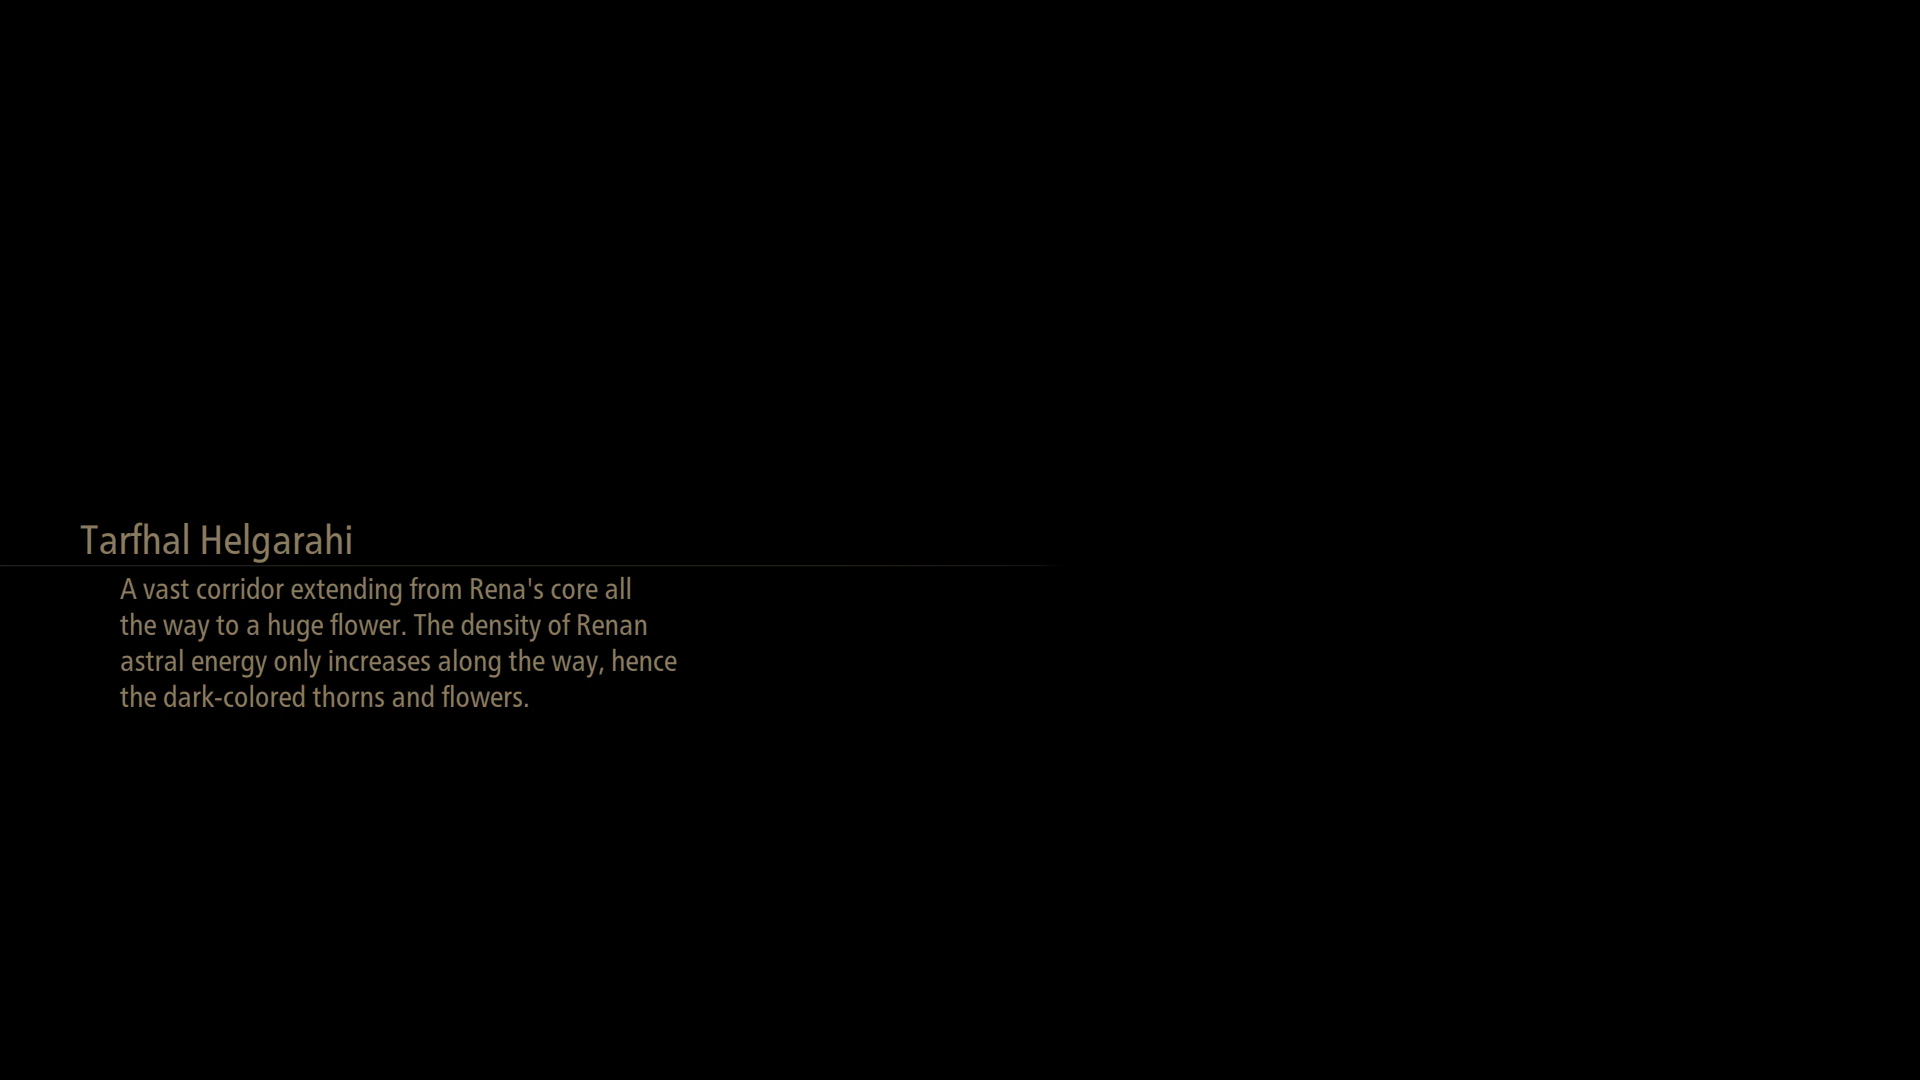 Tarfhal Helgarahi
A vast corridor extending from Rena's core all
the way to a huge flower. The density of Renan
astral energy only increases along the way, hence
the dark-colored thorns and flowers.